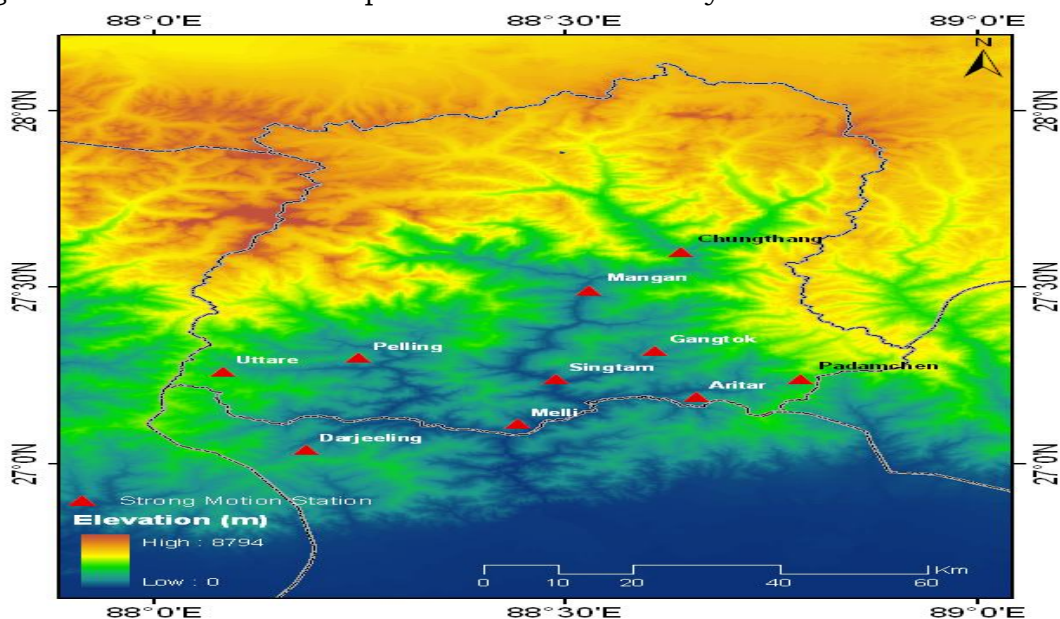 88°0'E 88°30'E 89°0'E
N
28°0'N 28°0'N
Chungthang
Mangan
27°30'N 27°30'N
Gangtok
Pelling
Uttare Singtam Padamchen
Aritar
Melli
Darjeeling
27°0'N 27°0'N
Strong Motion Station
Elevation (m)
High : 8794
Low : 0
Km
0 10 20 40 60
88°0'E 88°30'E 89°0'E